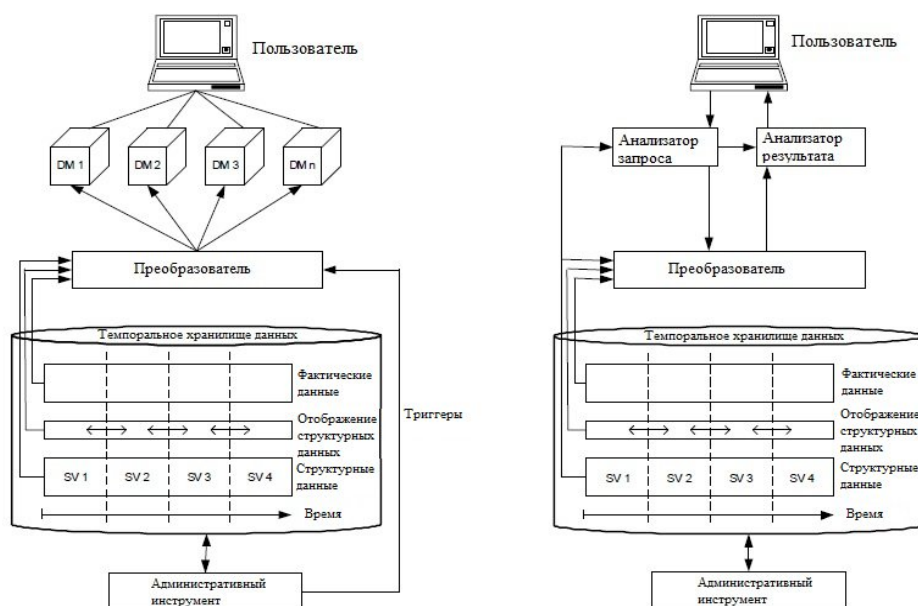 Пользователь
DM 1
DM 2
DM 3
DM n
Преобразователь
Темпоральное хранилище данных
Фактические
данные
Отображение
структурных
данных
Структурные
данные
SV 1
SV 2
SV 3
SV 4
Время
Триггеры
Административный
инструмент
Пользователь
Анализатор
запроса
Анализатор
результата
Преобразователь
Темпоральное хранилище данных
Фактические
данные
Отображение
структурных
данных
Структурные
данные
SV 1
SV 2
SV 3
SV 4
Время
Административный
инструмент